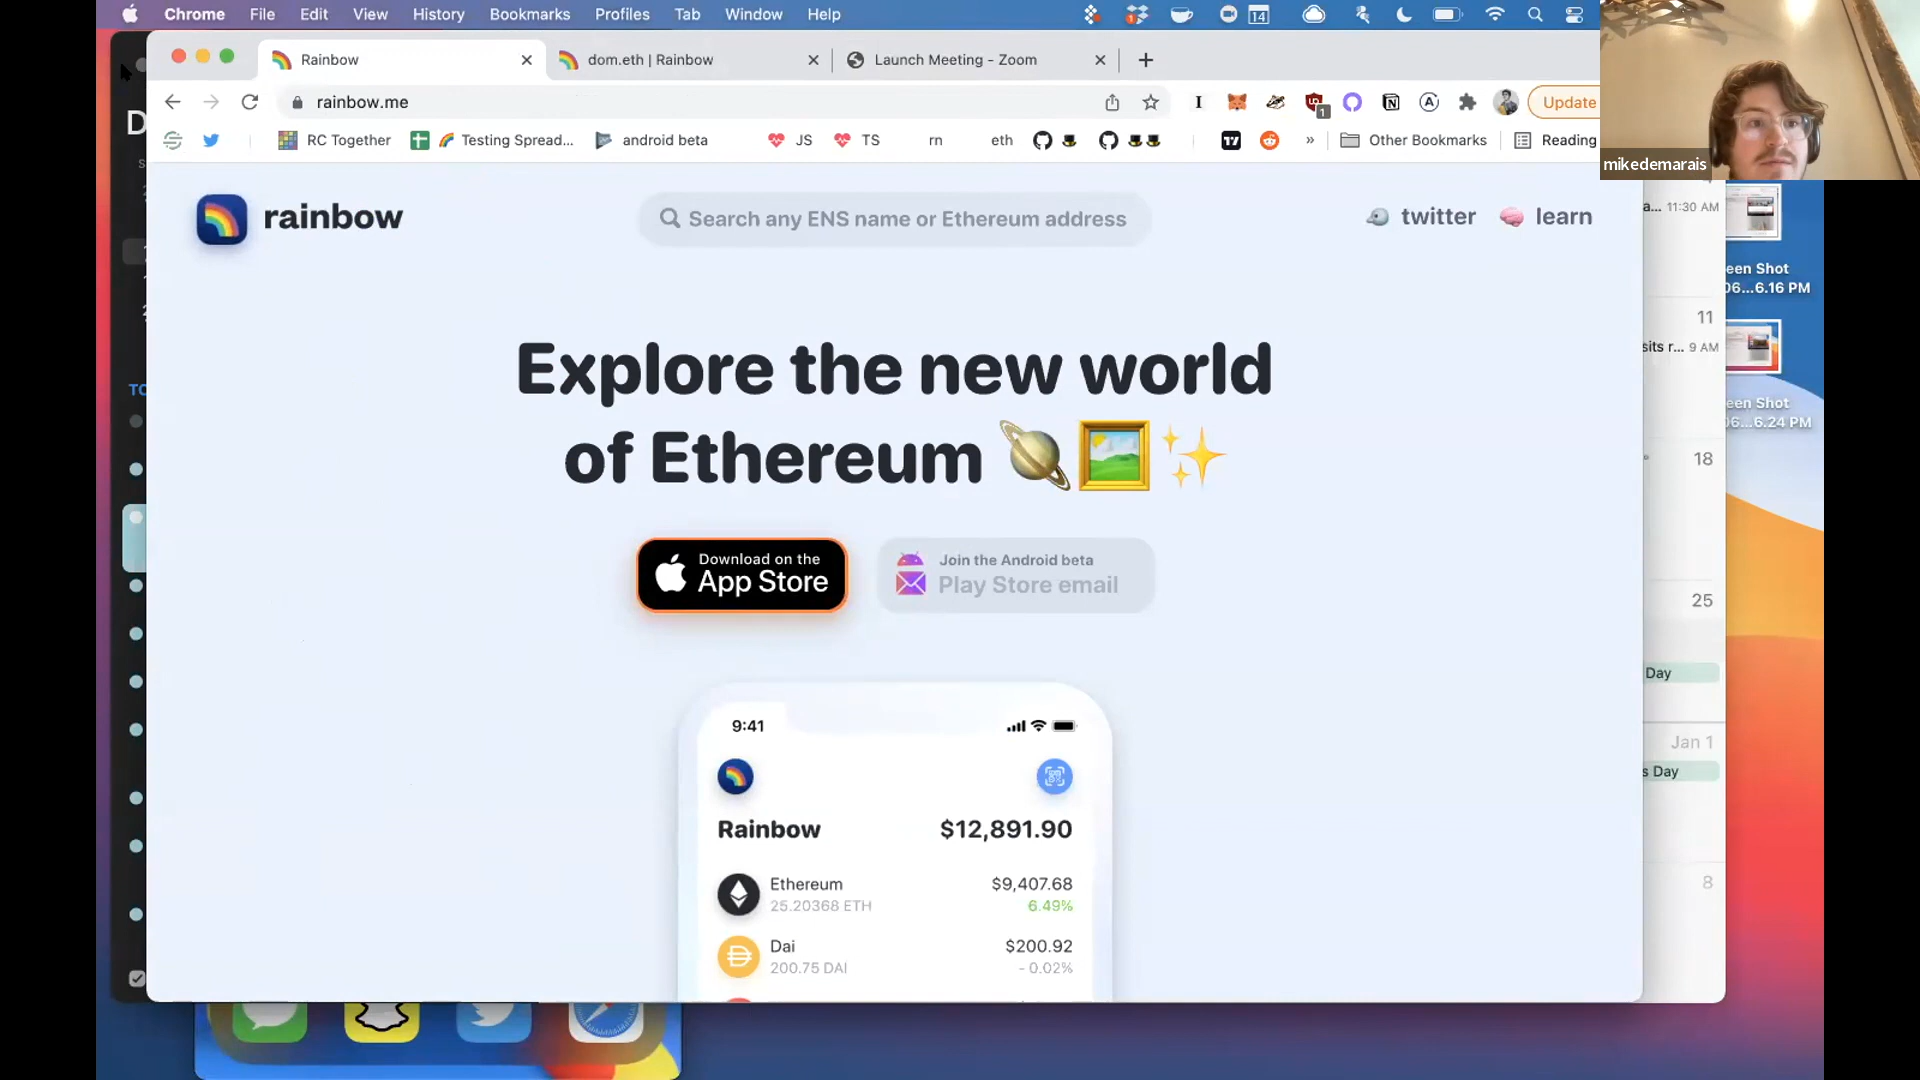 Chrome File Edit View History Bookmarks Profiles Tab Window Help 14
Rainbow
dom.eth | Rainbow
Launch Meeting - Zoom
rainbow.me
Update
RC Together
Testing Spread...
android beta
JS
TS
rn
eth
Other Bookmarks
Reading
mikedemarais
rainbow
Search any ENS name or Ethereum address
twitter
learn
Explore the new world
of Ethereum
Download on the
App Store
Join the Android beta
Play Store email
9:41
Rainbow
$12,891.90
Ethereum
$9,407.68
25.20368 ETH
6.49%
Dai
$200.92
200.75 DAI
- 0.02%
11:30 AM
11
9 AM
18
25
Day
Jan 1
s Day
8
een Shot
06...6.16 PM
een Shot
06...6.24 PM